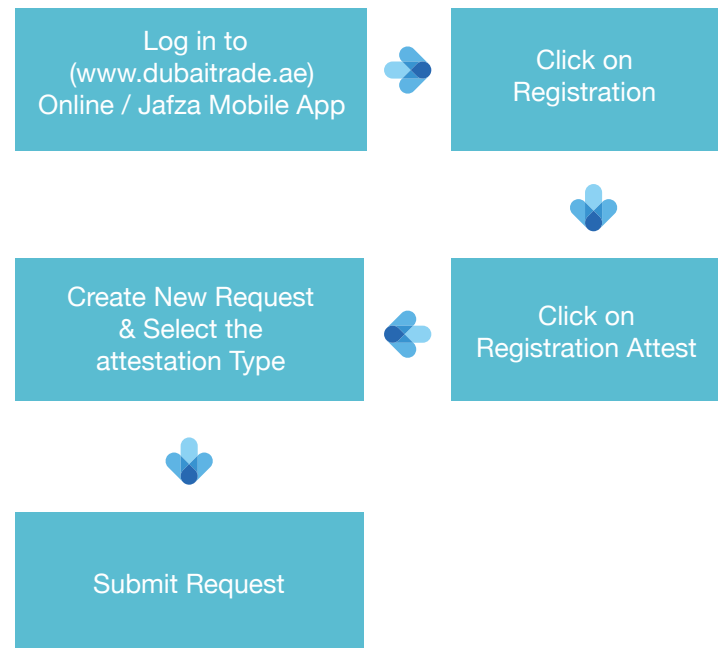 Log in to
(www.dubaitrade.ae)
Online / Jafza Mobile App
Click on
Registration
Click on
Registration Attest
Create New Request
& Select the
attestation Type
Submit Request